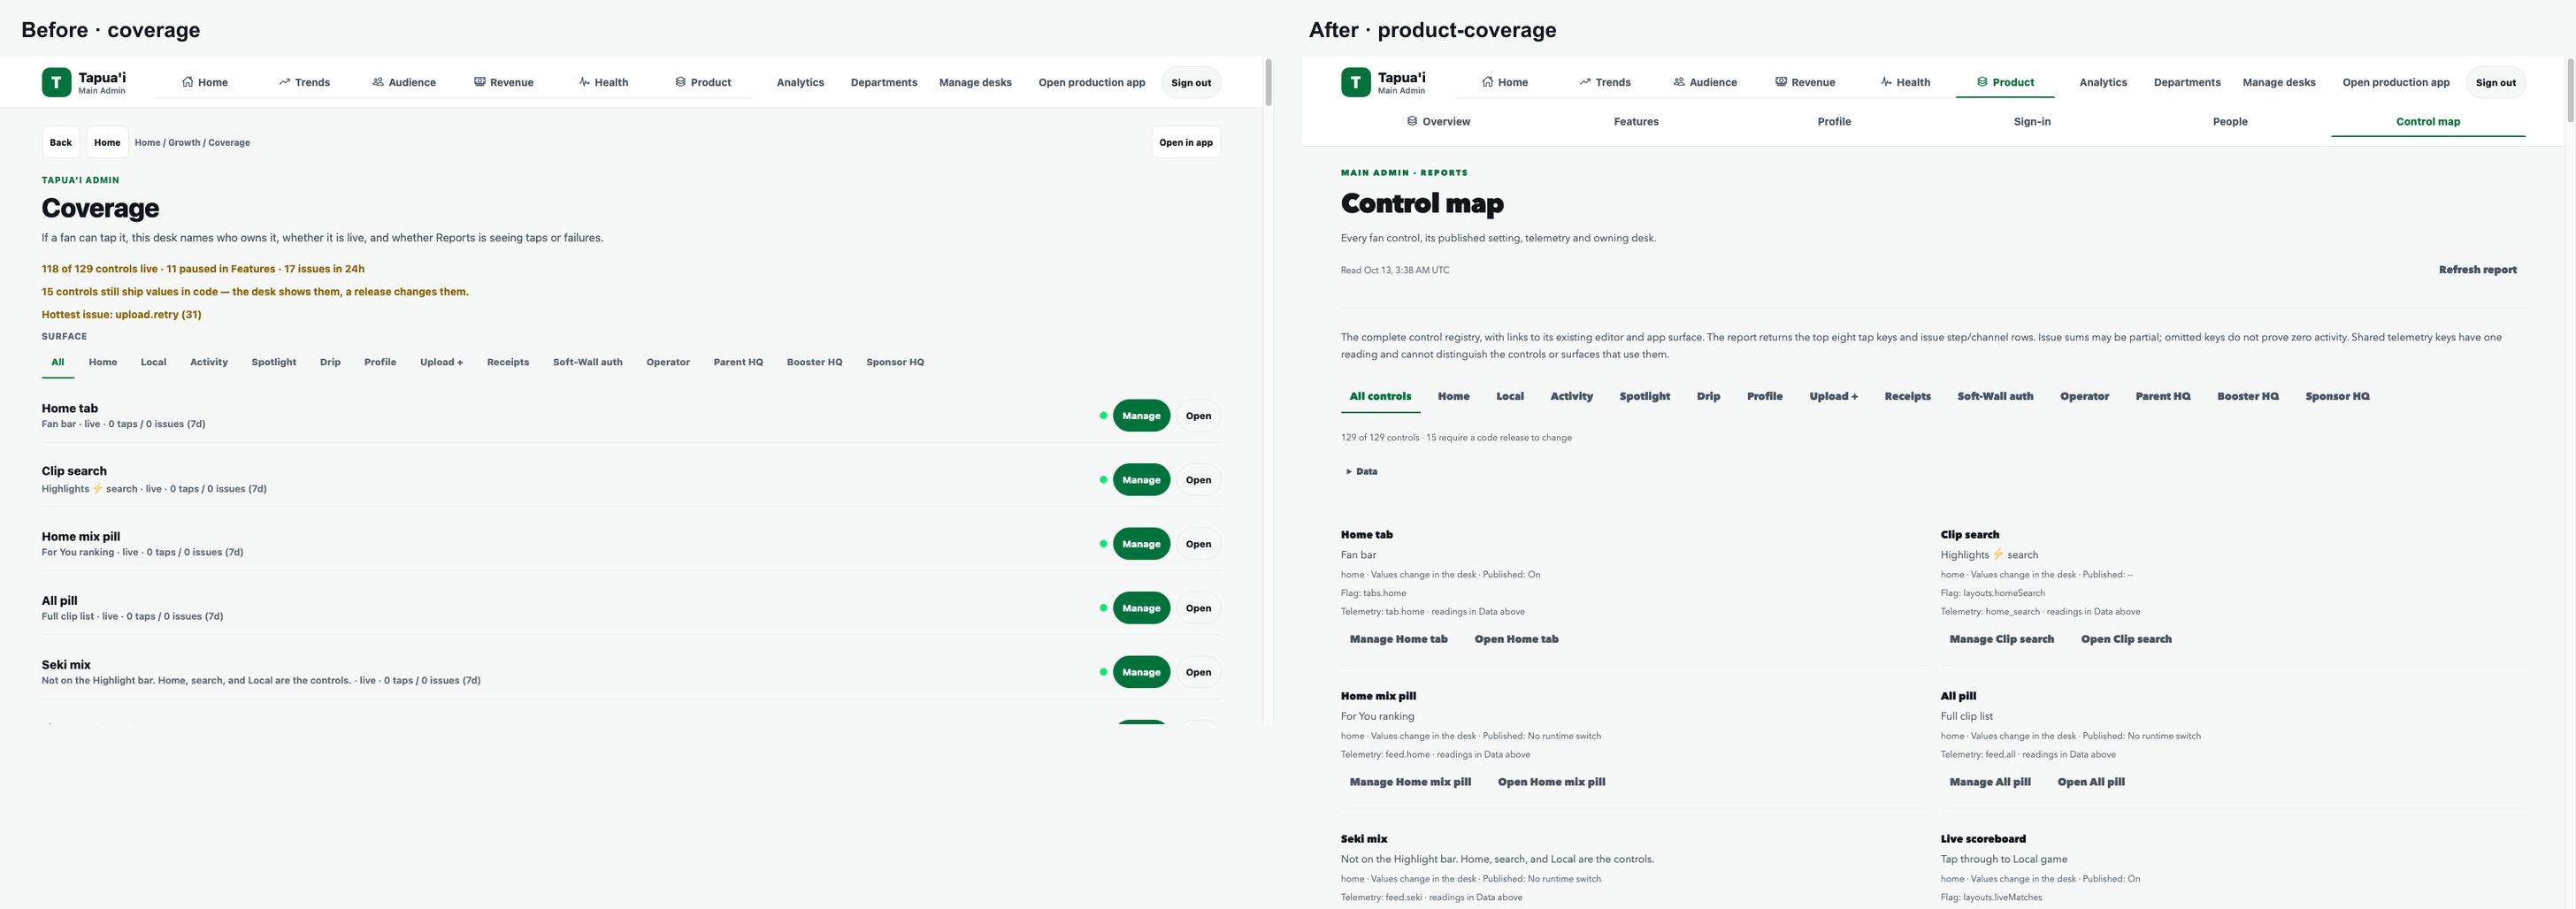 Before · coverage
T
Tapua'i
Main Admin
Home
Trends
Audience
Revenue
Health
Product
Analytics
Departments
Manage desks
Open production app
Sign out
Back
Home
Home / Growth / Coverage
Open in app
TAPUA'I ADMIN
Coverage
If a fan can tap it, this desk names who owns it, whether it is live, and whether Reports is seeing taps or failures.
118 of 129 controls live · 11 paused in Features · 17 issues in 24h
15 controls still ship values in code — the desk shows them, a release changes them.
Hottest issue: upload.retry (31)
SURFACE
All
Home
Local
Activity
Spotlight
Drip
Profile
Upload +
Receipts
Soft-Wall auth
Operator
Parent HQ
Booster HQ
Sponsor HQ
Home tab
Fan bar · live · 0 taps / 0 issues (7d)
Manage
Open
Clip search
Highlights ⚡ search · live · 0 taps / 0 issues (7d)
Manage
Open
Home mix pill
For You ranking · live · 0 taps / 0 issues (7d)
Manage
Open
All pill
Full clip list · live · 0 taps / 0 issues (7d)
Manage
Open
Seki mix
Not on the Highlight bar. Home, search, and Local are the controls. · live · 0 taps / 0 issues (7d)
Manage
Open
After · product-coverage
T
Tapua'i
Main Admin
Home
Trends
Audience
Revenue
Health
Product
Analytics
Departments
Manage desks
Open production app
Sign out
Overview
Features
Profile
Sign-in
People
Control map
MAIN ADMIN · REPORTS
Control map
Every fan control, its published setting, telemetry and owning desk.
Read Oct 13, 3:38 AM UTC
Refresh report
The complete control registry, with links to its existing editor and app surface. The report returns the top eight tap keys and issue step/channel rows. Issue sums may be partial; omitted keys do not prove zero activity. Shared telemetry keys have one
reading and cannot distinguish the controls or surfaces that use them.
All controls
Home
Local
Activity
Spotlight
Drip
Profile
Upload +
Receipts
Soft-Wall auth
Operator
Parent HQ
Booster HQ
Sponsor HQ
129 of 129 controls · 15 require a code release to change
▸ Data
Home tab
Fan bar
home · Values change in the desk · Published: On
Flag: tabs.home
Telemetry: tab.home · readings in Data above
Manage Home tab
Open Home tab
Clip search
Highlights ⚡ search
home · Values change in the desk · Published: —
Flag: layouts.homeSearch
Telemetry: home_search · readings in Data above
Manage Clip search
Open Clip search
Home mix pill
For You ranking
home · Values change in the desk · Published: No runtime switch
Telemetry: feed.home · readings in Data above
Manage Home mix pill
Open Home mix pill
All pill
Full clip list
home · Values change in the desk · Published: No runtime switch
Telemetry: feed.all · readings in Data above
Manage All pill
Open All pill
Seki mix
Not on the Highlight bar. Home, search, and Local are the controls.
home · Values change in the desk · Published: No runtime switch
Telemetry: feed.seki · readings in Data above
Live scoreboard
Tap through to Local game
home · Values change in the desk · Published: On
Flag: layouts.liveMatches